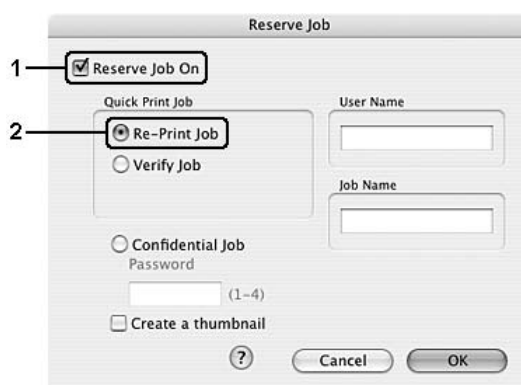 Reserve Job
1
Reserve Job On
Quick Print Job
2
Re-Print Job
Verify Job
User Name
Job Name
Confidential Job
Password
(1-4)
Create a thumbnail
?
Cancel
OK